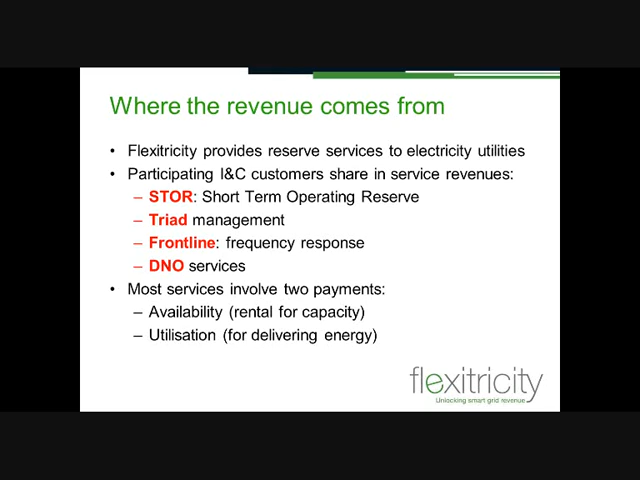 Where the revenue comes from
• Flexitricity provides reserve services to electricity utilities
• Participating I&C customers share in service revenues:
– STOR: Short Term Operating Reserve
– Triad management
– Frontline: frequency response
– DNO services
• Most services involve two payments:
– Availability (rental for capacity)
– Utilisation (for delivering energy)
flexitricity
Unlocking smart grid revenue